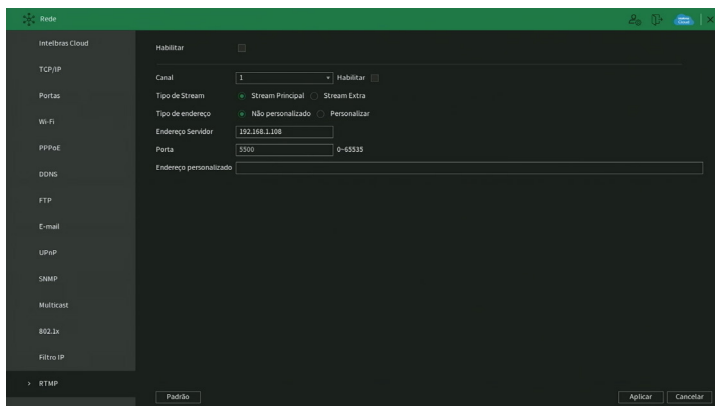 Rede
Intelbras Cloud
TCP/IP
Portas
Wi-Fi
PPPoE
DDNS
FTP
E-mail
UPnP
SNMP
Multicast
802.1x
Filtro IP
> RTMP
Habilitar
Canal 1 Habilitar
Tipo de Stream Stream Principal Stream Extra
Tipo de endereço Não personalizado Personalizar
Endereço Servidor 192.168.1.108
Porta 5500 0~65535
Endereço personalizado
Padrão Aplicar Cancelar